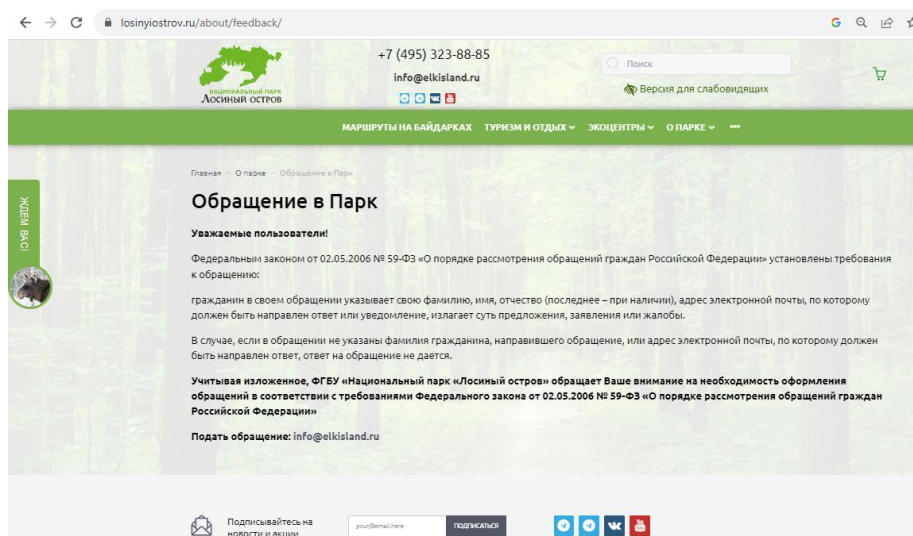 losinyiostrov.ru/about/feedback/
+7 (495) 323-88-85
info@elkisland.ru
НАЦИОНАЛЬНЫЙ ПАРК
ЛОСИНЫЙ ОСТРОВ
Поиск
Версия для слабовидящих
МАРШРУТЫ НА БАЙДАРКАХ ТУРИЗМ И ОТДЫХ ЭКОЦЕНТРЫ О ПАРКЕ
ЖДЕМ ВАС!
Главная - О парке - Обращение в Парк
Обращение в Парк
Уважаемые пользователи!
Федеральным законом от 02.05.2006 № 59-ФЗ «О порядке рассмотрения обращений граждан Российской Федерации» установлены требования
к обращению:
гражданин в своем обращении указывает свою фамилию, имя, отчество (последнее – при наличии), адрес электронной почты, по которому
должен быть направлен ответ или уведомление, излагает суть предложения, заявления или жалобы.
В случае, если в обращении не указаны фамилия гражданина, направившего обращение, или адрес электронной почты, по которому должен
быть направлен ответ, ответ на обращение не дается.
Учитывая изложенное, ФГБУ «Национальный парк «Лосиный остров» обращает Ваше внимание на необходимость оформления
обращений в соответствии с требованиями Федерального закона от 02.05.2006 № 59-ФЗ «О порядке рассмотрения обращений граждан
Российской Федерации»
Подать обращение: info@elkisland.ru
Подписывайтесь на
новости и акции
your@email.here
ПОДПИСАТЬСЯ